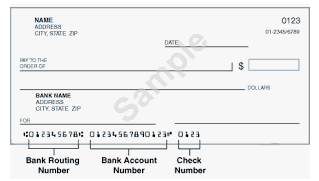 NAME
ADDRESS
CITY, STATE ZIP
0123
01-2345/6789
DATE:
PAY TO THE
ORDER OF
$
DOLLARS
Sample
BANK NAME
ADDRESS
CITY, STATE ZIP
FOR
⑆012345678⑆ 01234567890123⑈ 0123
Bank Routing Number
Bank Account Number
Check Number